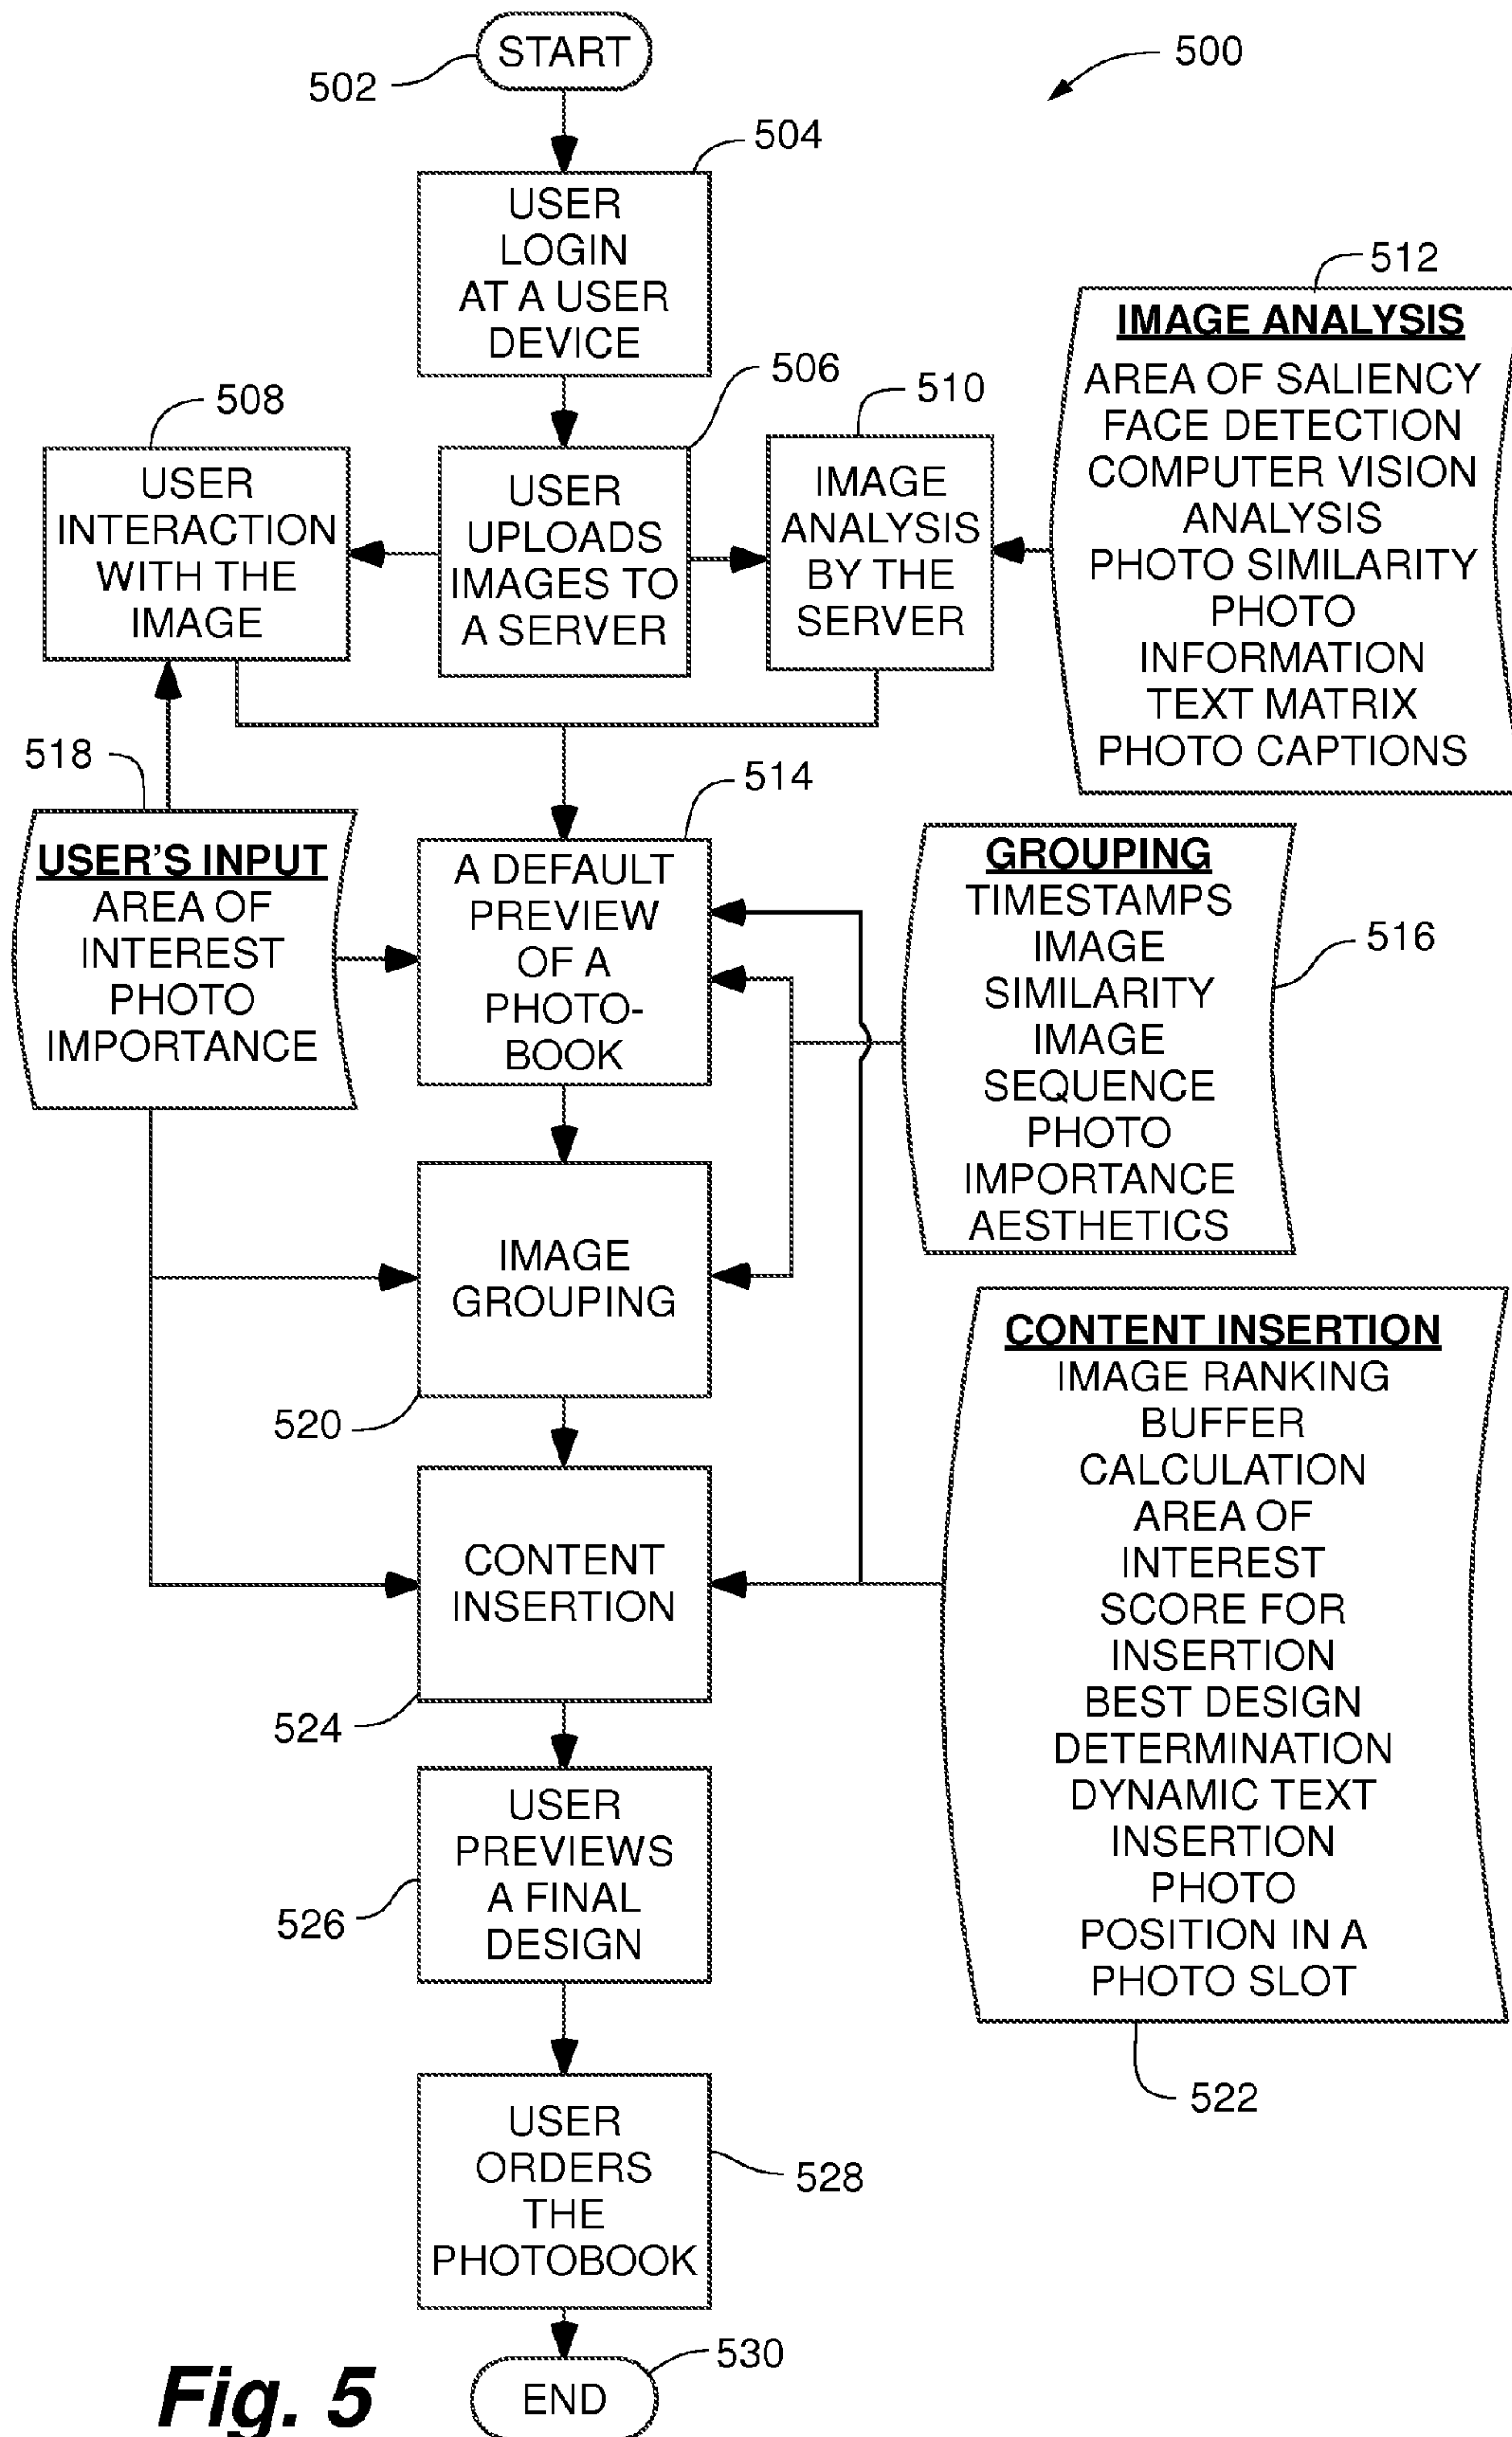 START
502
500
504
USER
LOGIN
AT A USER
DEVICE
512
IMAGE ANALYSIS
AREA OF SALIENCY
FACE DETECTION
COMPUTER VISION
ANALYSIS
PHOTO SIMILARITY
PHOTO
INFORMATION
TEXT MATRIX
PHOTO CAPTIONS
508
USER
INTERACTION
WITH THE
IMAGE
506
USER
UPLOADS
IMAGES TO
A SERVER
510
IMAGE
ANALYSIS
BY THE
SERVER
518
USER'S INPUT
AREA OF
INTEREST
PHOTO
IMPORTANCE
514
A DEFAULT
PREVIEW
OF A
PHOTO-
BOOK
GROUPING
TIMESTAMPS
IMAGE
SIMILARITY
IMAGE
SEQUENCE
PHOTO
IMPORTANCE
AESTHETICS
516
IMAGE
GROUPING
520
CONTENT INSERTION
IMAGE RANKING
BUFFER
CALCULATION
AREA OF
INTEREST
SCORE FOR
INSERTION
BEST DESIGN
DETERMINATION
DYNAMIC TEXT
INSERTION
PHOTO
POSITION IN A
PHOTO SLOT
522
CONTENT
INSERTION
524
USER
PREVIEWS
A FINAL
DESIGN
526
USER
ORDERS
THE
PHOTOBOOK
528
530
END
Fig. 5